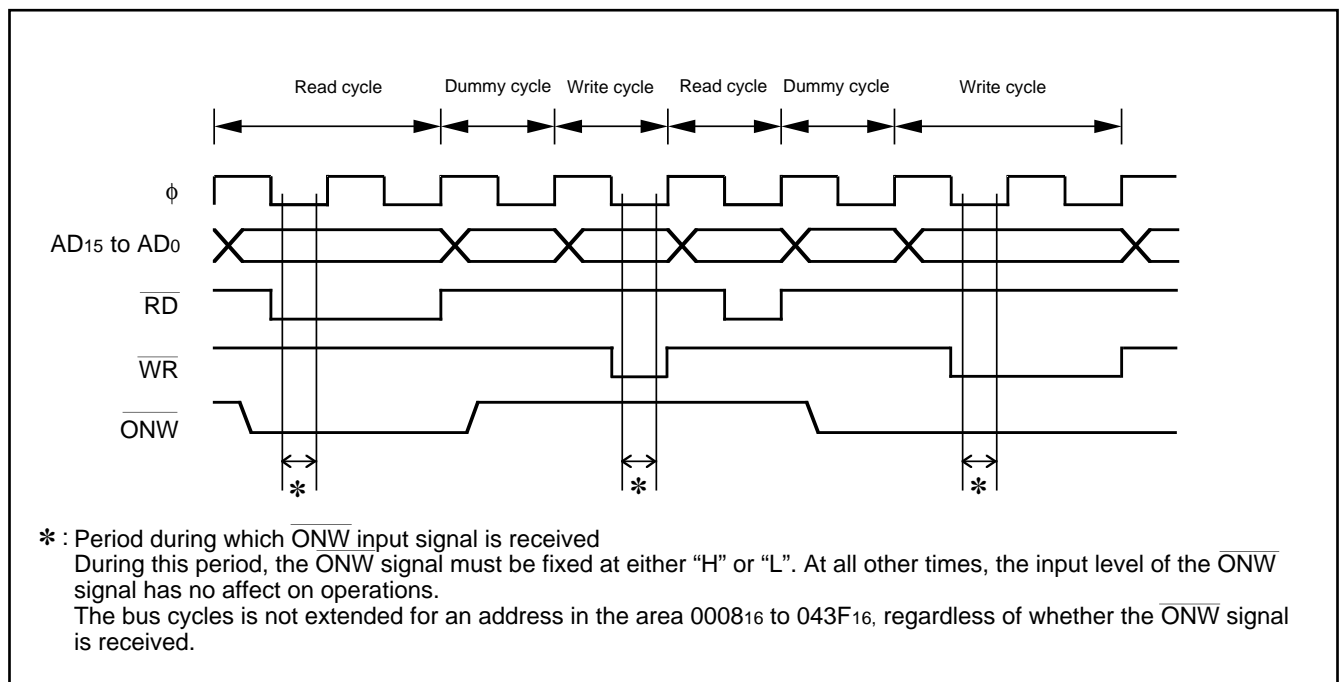 Read cycle Dummy cycle Write cycle Read cycle Dummy cycle Write cycle
ϕ
AD15 to AD0
RD
WR
ONW
✽ ✽ ✽
✽ : Period during which ONW input signal is received
During this period, the ONW signal must be fixed at either “H” or “L”. At all other times, the input level of the ONW
signal has no affect on operations.
The bus cycles is not extended for an address in the area 000816 to 043F16, regardless of whether the ONW signal
is received.